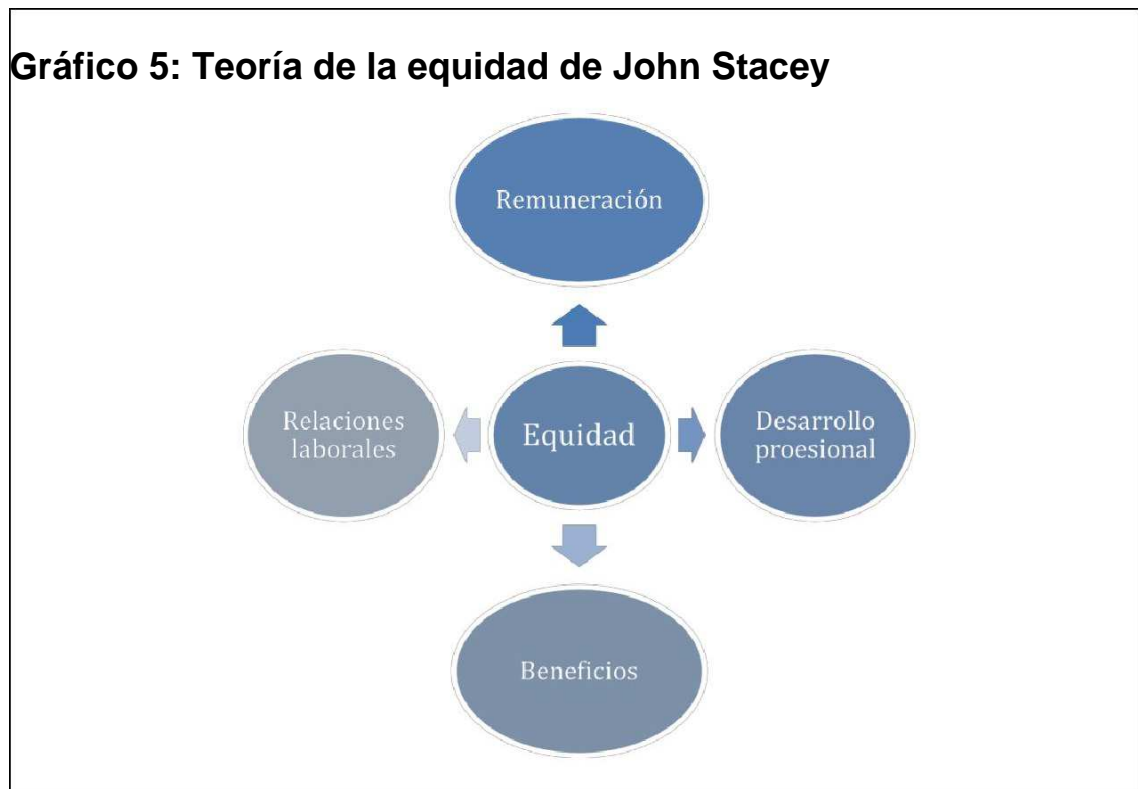 Gráfico 5: Teoría de la equidad de John Stacey
Remuneración
Relaciones
laborales
Equidad
Desarrollo
proesional
Beneficios